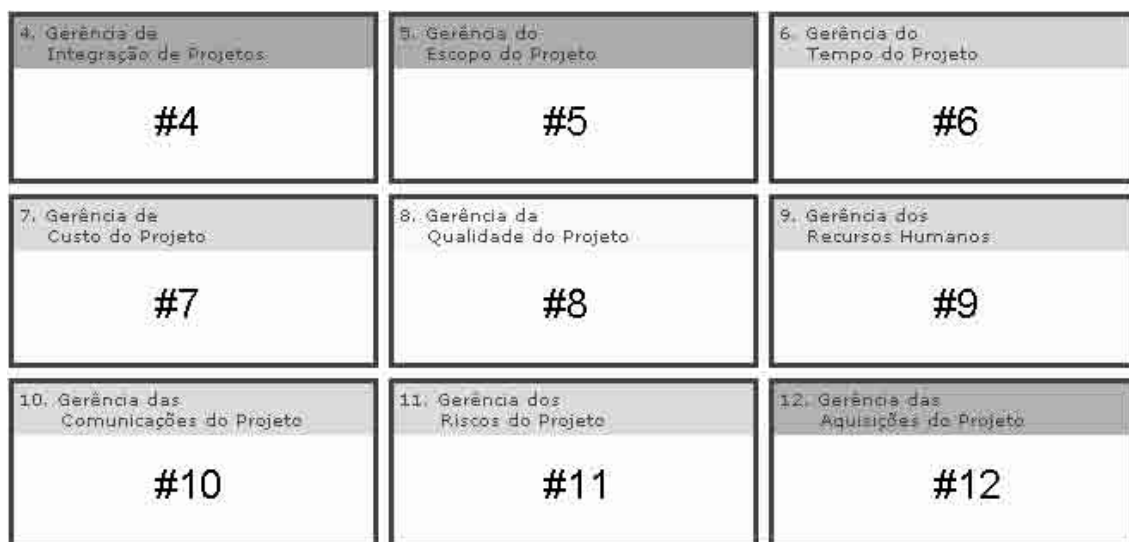 4. Gerência de
Integração de Projetos
#4
5. Gerência do
Escopo do Projeto
#5
6. Gerência do
Tempo do Projeto
#6
7. Gerência de
Custo do Projeto
#7
8. Gerência da
Qualidade do Projeto
#8
9. Gerência dos
Recursos Humanos
#9
10. Gerência das
Comunicações do Projeto
#10
11. Gerência dos
Riscos do Projeto
#11
12. Gerência das
Aquisições do Projeto
#12